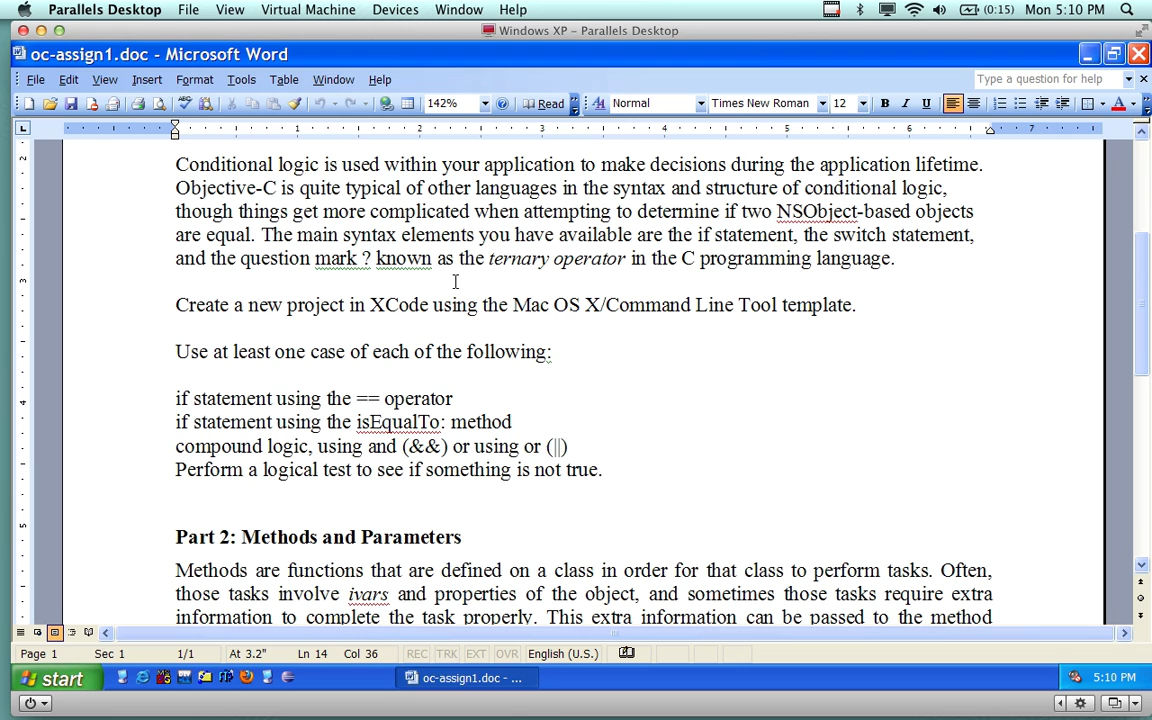 Parallels Desktop File View Virtual Machine Devices Window Help (0:15) Mon 5:10 PM
Windows XP - Parallels Desktop
oc-assign1.doc - Microsoft Word
File Edit View Insert Format Tools Table Window Help Type a question for help
142% Read Normal Times New Roman 12 B I U A
1 2 3 4 5 6 7
Conditional logic is used within your application to make decisions during the application lifetime.
Objective-C is quite typical of other languages in the syntax and structure of conditional logic,
though things get more complicated when attempting to determine if two NSObject-based objects
are equal. The main syntax elements you have available are the if statement, the switch statement,
and the question mark ? known as the ternary operator in the C programming language.
Create a new project in XCode using the Mac OS X/Command Line Tool template.
Use at least one case of each of the following:
if statement using the == operator
if statement using the isEqualTo: method
compound logic, using and (&&) or using or (||)
Perform a logical test to see if something is not true.
Part 2: Methods and Parameters
Methods are functions that are defined on a class in order for that class to perform tasks. Often,
those tasks involve ivars and properties of the object, and sometimes those tasks require extra
information to complete the task properly. This extra information can be passed to the method
Page 1 Sec 1 1/1 At 3.2" Ln 14 Col 36 REC TRK EXT OVR English (U.S.)
start oc-assign1.doc - ... 5:10 PM